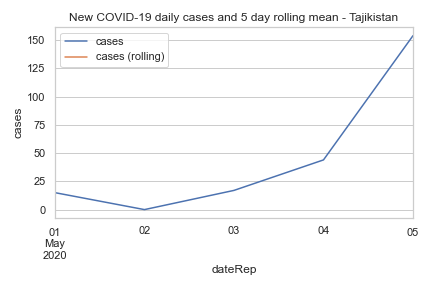 New COVID-19 daily cases and 5 day rolling mean - Tajikistan
cases
cases (rolling)
150
125
100
75
50
25
0
cases
01
May
2020
02
03
04
05
dateRep